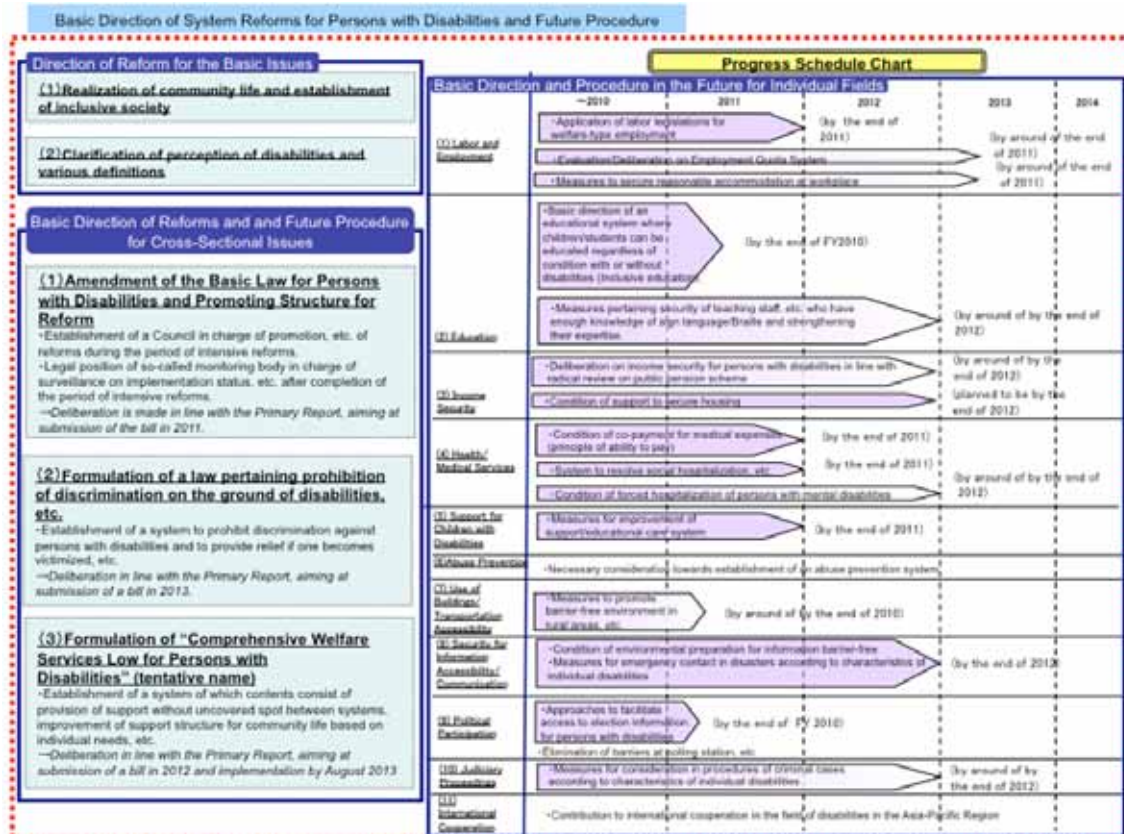 Basic Direction of System Reforms for Persons with Disabilities and Future Procedure
Direction of Reform for the Basic Issues
(1)Realization of community life and establishment
of inclusive society
(2)Clarification of perception of disabilities and
various definitions
Basic Direction of Reforms and and Future Procedure
for Cross-Sectional Issues
(1)Amendment of the Basic Law for Persons
with Disabilities and Promoting Structure for
Reform
・Establishment of a Council in charge of promotion, etc. of
reforms during the period of intensive reforms.
・Legal position of so-called monitoring body in charge of
surveillance on implementation status, etc. after completion of
the period of intensive reforms.
→Deliberation is made in line with the Primary Report, aiming at
submission of the bill in 2011.
(2)Formulation of a law pertaining prohibition
of discrimination on the ground of disabilities,
etc.
・Establishment of a system to prohibit discrimination against
persons with disabilities and to provide relief if one becomes
victimized, etc.
→Deliberation in line with the Primary Report, aiming at
submission of a bill in 2013.
(3)Formulation of "Comprehensive Welfare
Services Low for Persons with
Disabilities" (tentative name)
・Establishment of a system of which contents consist of
provision of support without uncovered spot between systems,
improvement of support structure for community life based on
individual needs, etc.
→Deliberation in line with the Primary Report, aiming at
submission of a bill in 2012 and implementation by August 2013
Progress Schedule Chart
Basic Direction and Procedure in the Future for Individual Fields
~2010 2011 2012 2013 2014
(1) Labor and
Employment
・Application of labor legislations for
welfare-type employment
(by the end of
2011)
・Evaluation/Deliberation on Employment Quota System
(by around of the end
of 2011)
・Measures to secure reasonable accommodation at workplace
(by around of the end
of 2011)
(2) Education
・Basic direction of an
educational system where
children/students can be
educated regardless of
condition with or without
disabilities (Inclusive education)
(by the end of FY2010)
・Measures pertaining security of teaching staff, etc. who have
enough knowledge of sign language/Braille and strengthening
their expertise.
(by around of by the end of
2012)
(3) Income
Security
・Deliberation on income security for persons with disabilities in line with
radical review on public pension scheme
(by around of by the
end of 2012)
・Condition of support to secure housing
(planned to be by the
end of 2012)
(4) Health/
Medical Services
・Condition of co-payment for medical expenses
(principle of ability to pay)
(by the end of 2011)
・System to resolve social hospitalization, etc.
(by the end of 2011)
・Condition of forced hospitalization of persons with mental disabilities
(by around of by the end of
2012)
(5) Support for
Children with
Disabilities
・Measures for improvement of
support/educational care system
(by the end of 2011)
(6)Abuse Prevention
・Necessary consideration towards establishment of an abuse prevention system
(7) Use of
Buildings/
Transportation
Accessibility
・Measures to promote
barrier-free environment in
rural areas, etc.
(by around of by the end of 2010)
(8) Security for
Information
Accessibility/
Communication
・Condition of environmental preparation for information barrier-free
・Measures for emergency contact in disasters according to characteristics of
individual disabilities
(by the end of 2012)
(9) Political
Participation
・Approaches to facilitate
access to election information
for persons with disabilities
(by the end of FY 2010)
・Elimination of barriers at polling station, etc
(10) Judiciary
Proceedings
・Measures for consideration in procedures of criminal cases
according to characteristics of individual disabilities
(by around of by
the end of 2012)
(11)
International
Cooperation
・Contribution to international cooperation in the field of disabilities in the Asia-Pacific Region